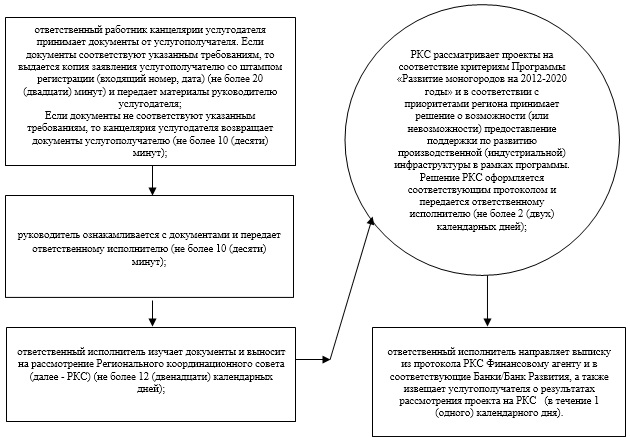 ответственный работник канцелярии услугодателя
принимает документы от услугополучателя. Если
документы соответствуют указанным требованиям, то
выдается копия заявления услугополучателю со штампом
регистрации (входящий номер, дата) (не более 20
(двадцати) минут) и передает материалы руководителю
услугодателя;
Если документы не соответствуют указанным
требованиям, то канцелярия услугодателя возвращает
документы услугополучателю (не более 10 (десяти)
минут);
руководитель ознакамливается с документами и передает
ответственному исполнителю (не более 10 (десяти)
минут);
ответственный исполнитель изучает документы и выносит
на рассмотрение Регионального координационного совета
(далее - РКС) (не более 12 (двенадцати) календарных
дней);
РКС рассматривает проекты на
соответствие критериям Программы
«Развитие моногородов на 2012-2020
годы» и в соответствии с
приоритетами региона принимает
решение о возможности (или
невозможности) предоставление
поддержки по развитию
производственной (индустриальной)
инфраструктуры в рамках программы.
Решение РКС оформляется
соответствующим протоколом и
передается ответственному
исполнителю (не более 2 (двух)
календарных дней);
ответственный исполнитель направляет выписку
из протокола РКС Финансовому агенту и в
соответствующие Банки/Банк Развития, а также
извещает услугополучателя о результатах
рассмотрения проекта на РКС (в течение 1
(одного) календарного дня).